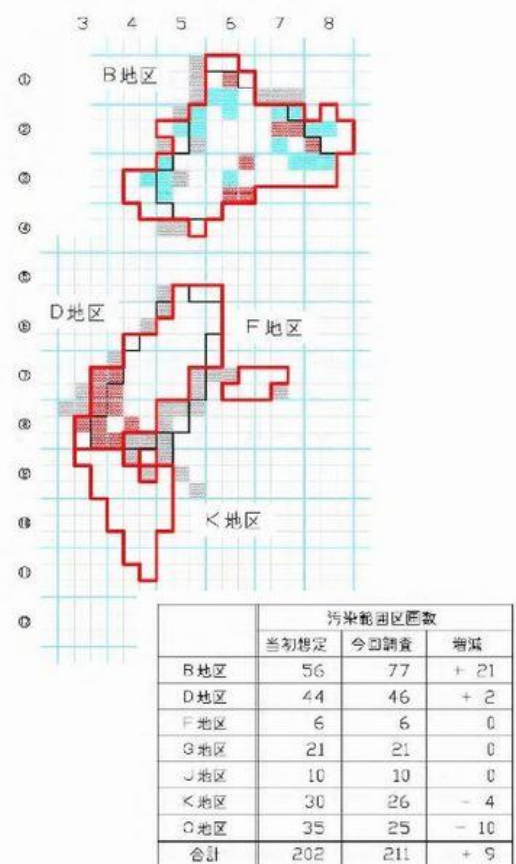 3 4 5 6 7 8
B地区
①
②
③
④
⑤
D地区
F地区
⑥
⑦
⑧
⑨
K地区
⑩
⑪
⑫
汚染範囲区画数
当初想定 今回調査 増減
B地区 56 77 + 21
D地区 44 46 + 2
F地区 6 6 0
G地区 21 21 0
J地区 10 10 0
K地区 30 26 - 4
O地区 35 25 - 10
合計 202 211 + 9